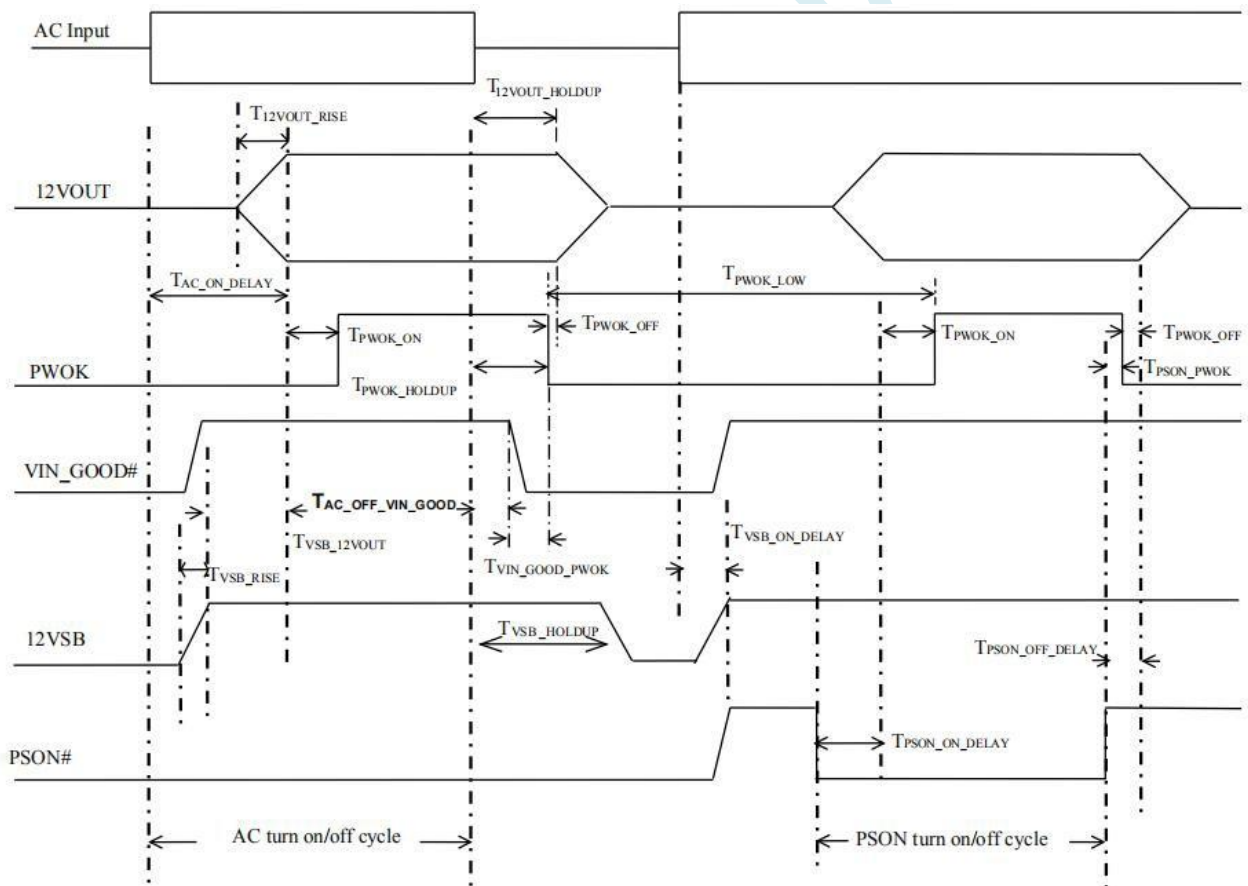 AC Input
T12VOUT_HOLDUP
T12VOUT_RISE
12VOUT
TAC_ON_DELAY
TPWOK_LOW
TPWOK_ON
TPWOK_OFF
TPWOK_ON
TPWOK_OFF
PWOK
TPWOK_HOLDUP
TPSON_PWOK
VIN_GOOD#
TAC_OFF_VIN_GOOD
TVSB_12VOUT
TVSB_ON_DELAY
TVSB_RISE
TVIN_GOOD_PWOK
12VSB
TVSB_HOLDUP
TPSON_OFF_DELAY
PSON#
TPSON_ON_DELAY
AC turn on/off cycle
PSON turn on/off cycle